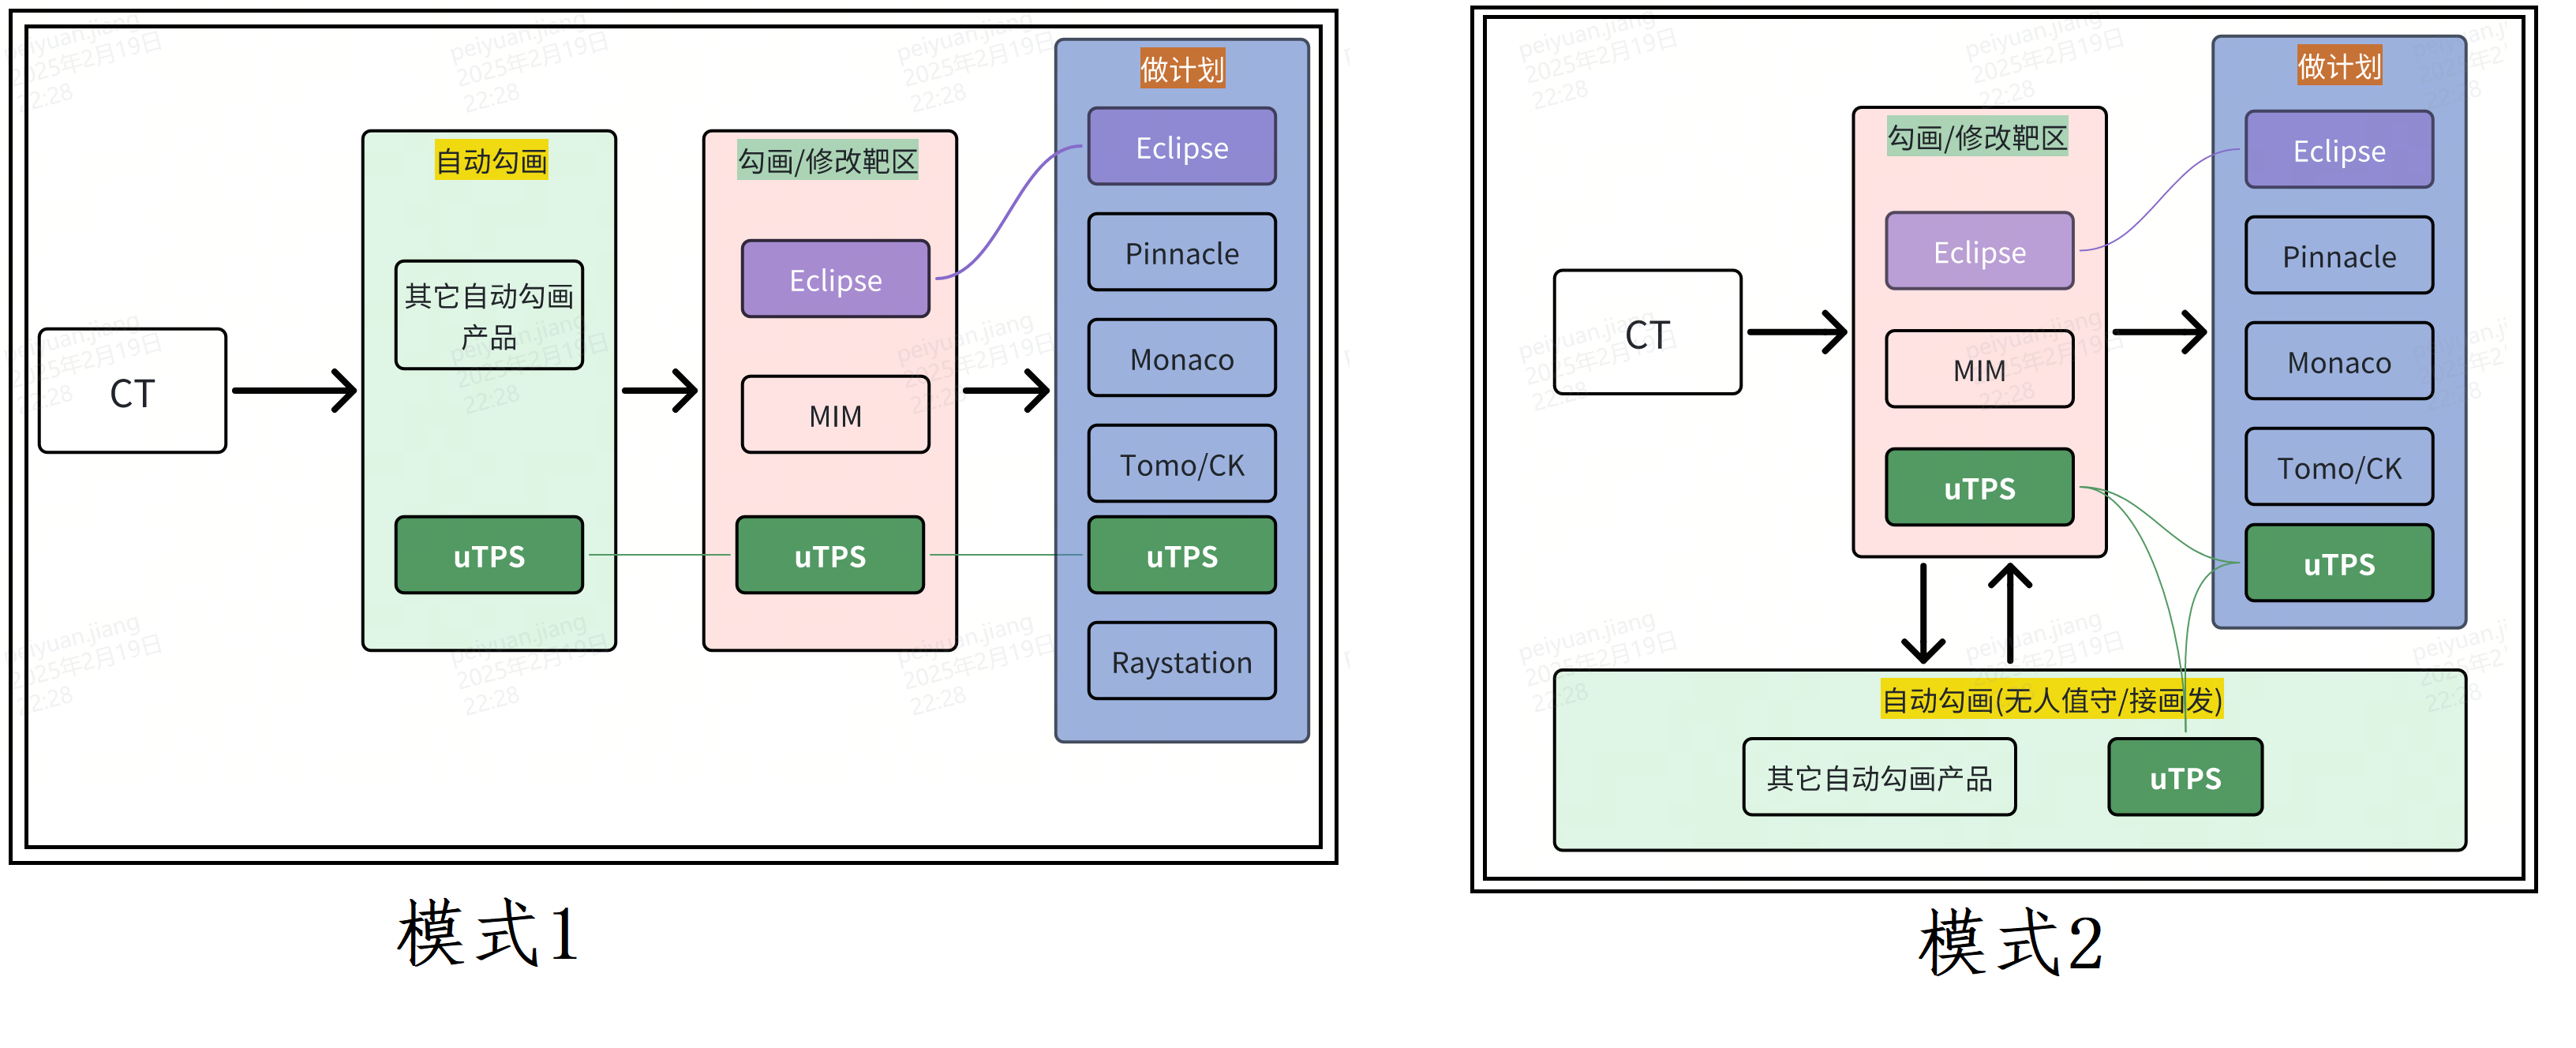 CT
自动勾画
其它自动勾画
产品
uTPS
勾画/修改靶区
Eclipse
MIM
uTPS
做计划
Eclipse
Pinnacle
Monaco
Tomo/CK
uTPS
Raystation
模式1
CT
勾画/修改靶区
Eclipse
MIM
uTPS
做计划
Eclipse
Pinnacle
Monaco
Tomo/CK
uTPS
自动勾画(无人值守/接画发)
其它自动勾画产品
uTPS
模式2
peiyuan.jiang
2025年2月19日
22:28